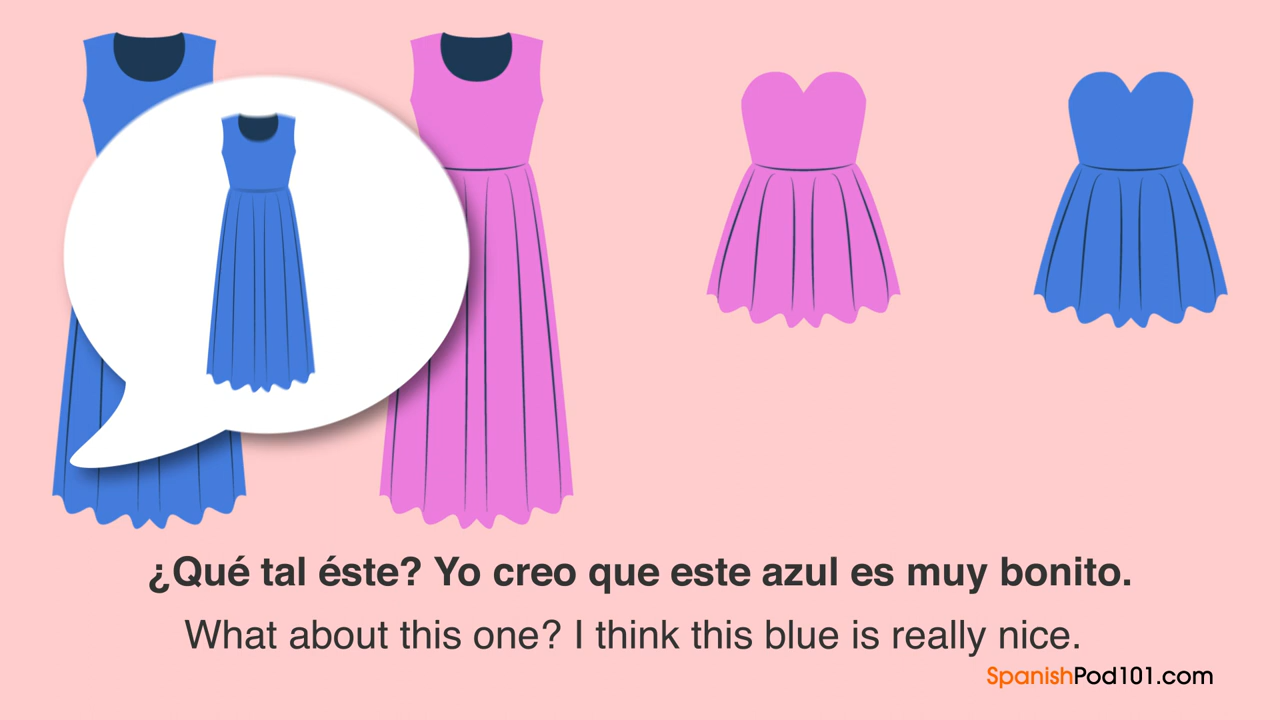 ¿Qué tal éste? Yo creo que este azul es muy bonito.
What about this one? I think this blue is really nice.
SpanishPod101.com